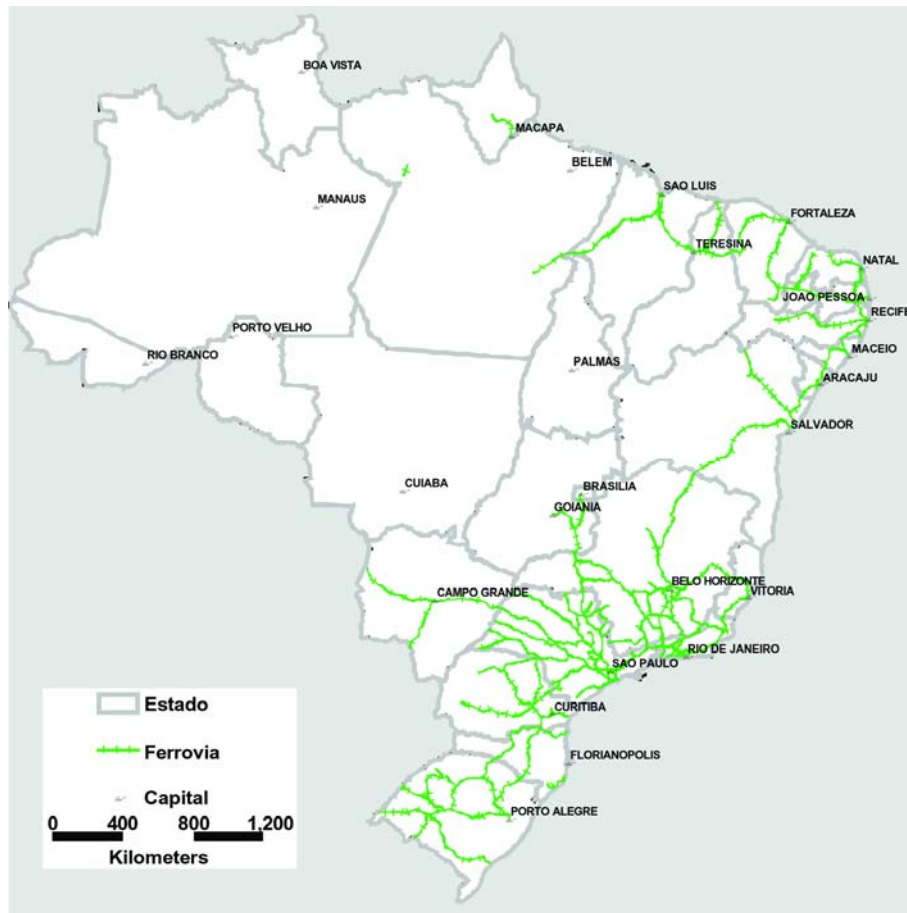 BOA VISTA
MACAPA
BELEM
MANAUS
SAO LUIS
FORTALEZA
TERESINA
NATAL
JOAO PESSOA
RECIFE
PORTO VELHO
RIO BRANCO
MACEIO
PALMAS
ARACAJU
SALVADOR
CUIABA
BRASILIA
GOIANIA
BELO HORIZONTE
VITORIA
CAMPO GRANDE
RIO DE JANEIRO
SAO PAULO
CURITIBA
FLORIANOPOLIS
PORTO ALEGRE
Estado
Ferrovia
Capital
0 400 800 1,200
Kilometers